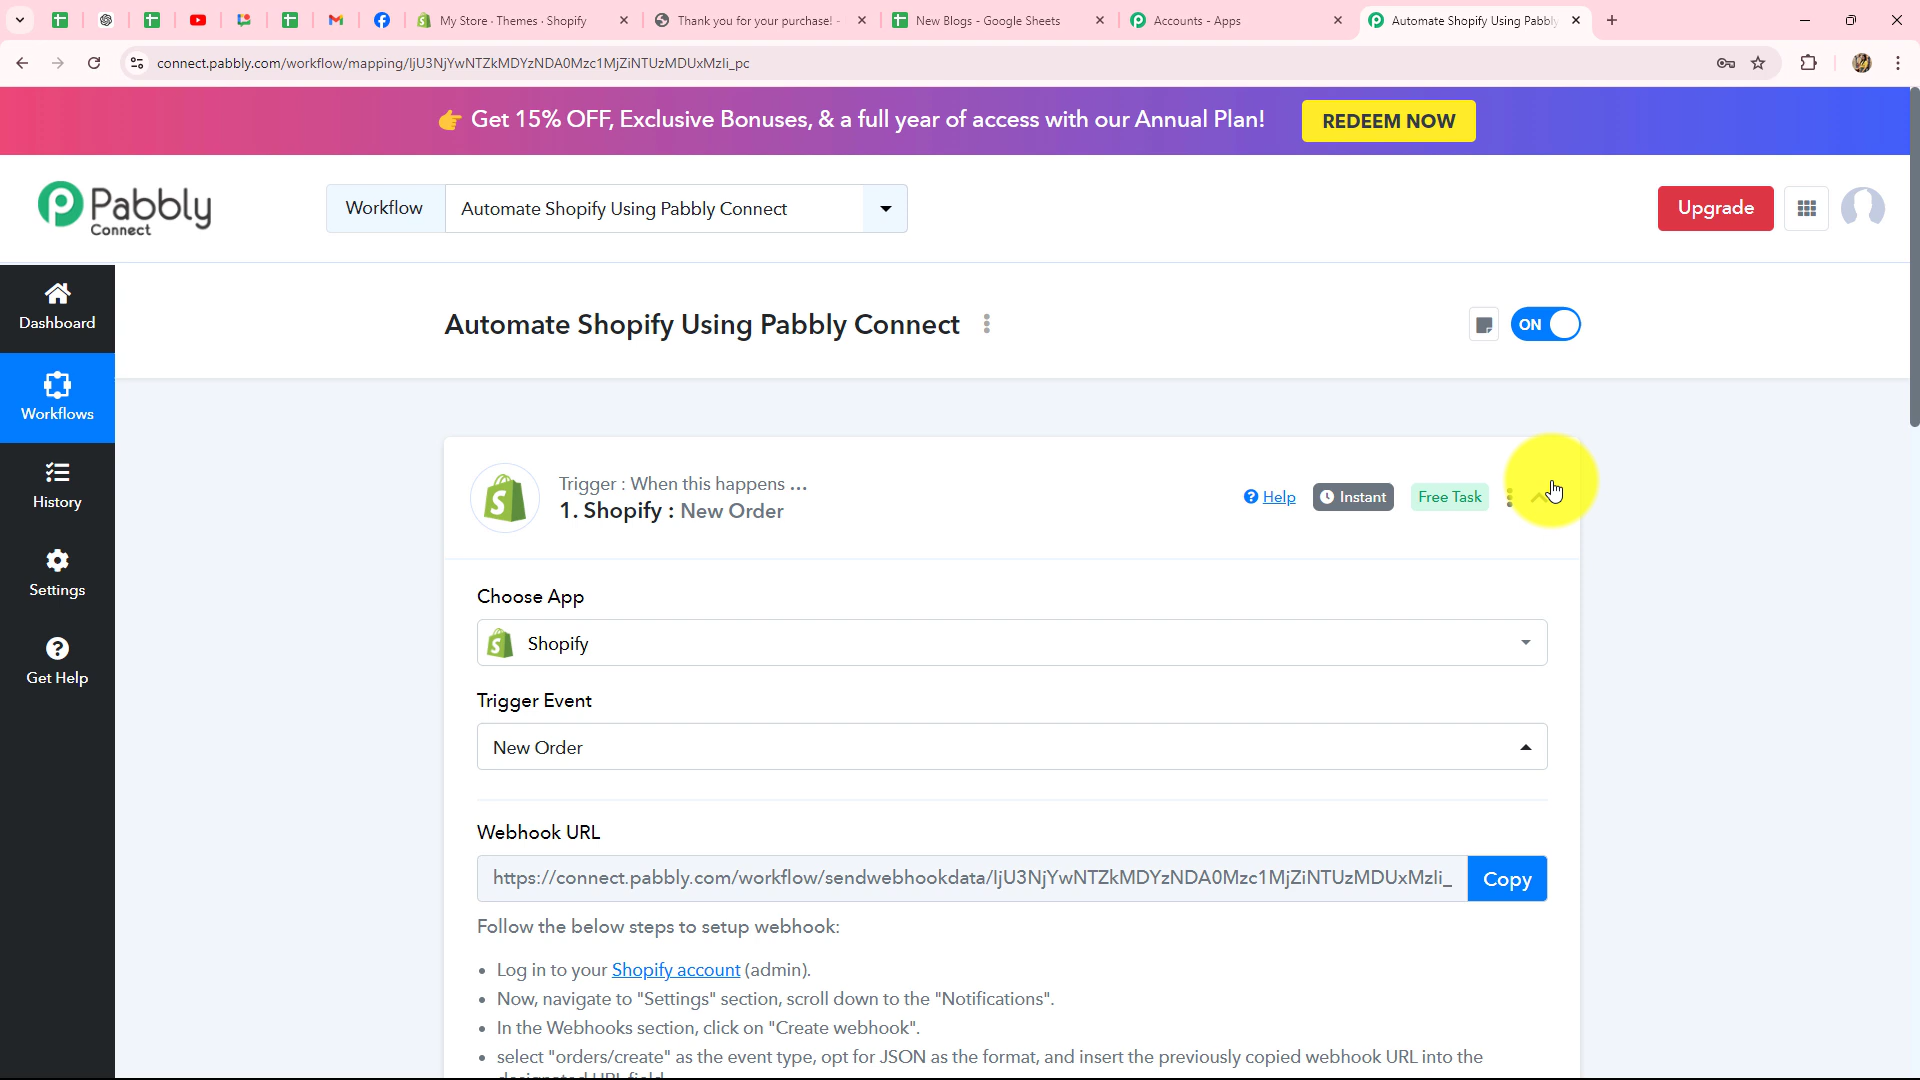 My Store · Themes · Shopify
Thank you for your purchase! -
New Blogs - Google Sheets
Accounts - Apps
Automate Shopify Using Pabbly
connect.pabbly.com/workflow/mapping/IjU3NjYwNTZkMDYzNDA0Mzc1MjZiNTUzMDUxMzIi_pc
👉 Get 15% OFF, Exclusive Bonuses, & a full year of access with our Annual Plan!
REDEEM NOW
Pabbly
Connect
Workflow
Automate Shopify Using Pabbly Connect
Upgrade
Dashboard
Workflows
History
Settings
Get Help
Automate Shopify Using Pabbly Connect
ON
Trigger : When this happens ...
1. Shopify : New Order
Help
Instant
Free Task
Choose App
Shopify
Trigger Event
New Order
Webhook URL
https://connect.pabbly.com/workflow/sendwebhookdata/IjU3NjYwNTZkMDYzNDA0Mzc1MjZiNTUzMDUxMzIi_
Copy
Follow the below steps to setup webhook:
• Log in to your Shopify account (admin).
• Now, navigate to "Settings" section, scroll down to the "Notifications".
• In the Webhooks section, click on "Create webhook".
• select "orders/create" as the event type, opt for JSON as the format, and insert the previously copied webhook URL into the